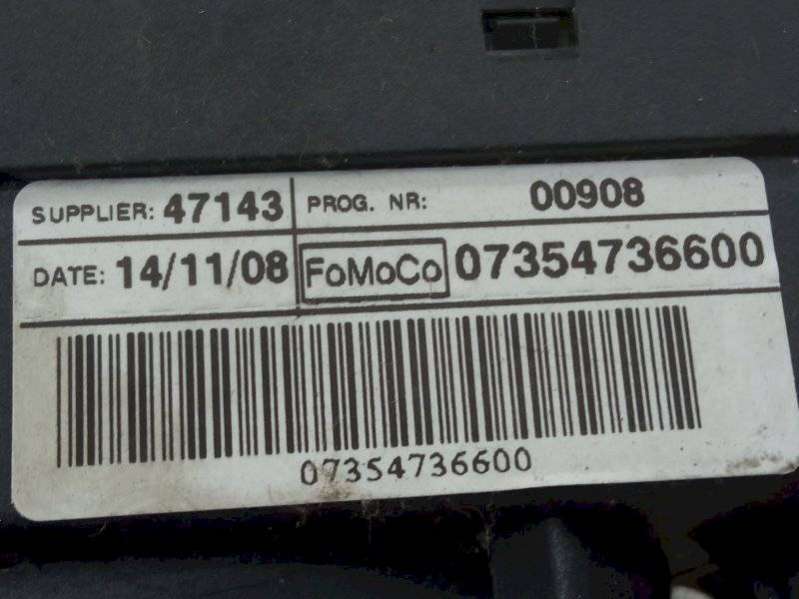 SUPPLIER: 47143 PROG. NR: 00908
DATE: 14/11/08 FoMoCo 07354736600
07354736600